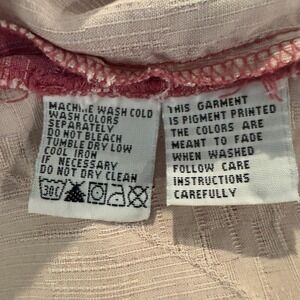 MACHINE WASH COLD
WASH COLORS
SEPARATELY
DO NOT BLEACH
TUMBLE DRY LOW
COOL IRON
IF NECESSARY
DO NOT DRY CLEAN
30C
THIS GARMENT
IS PIGMENT PRINTED
THE COLORS ARE
MEANT TO FADE
WHEN WASHED
FOLLOW CARE
INSTRUCTIONS
CAREFULLY